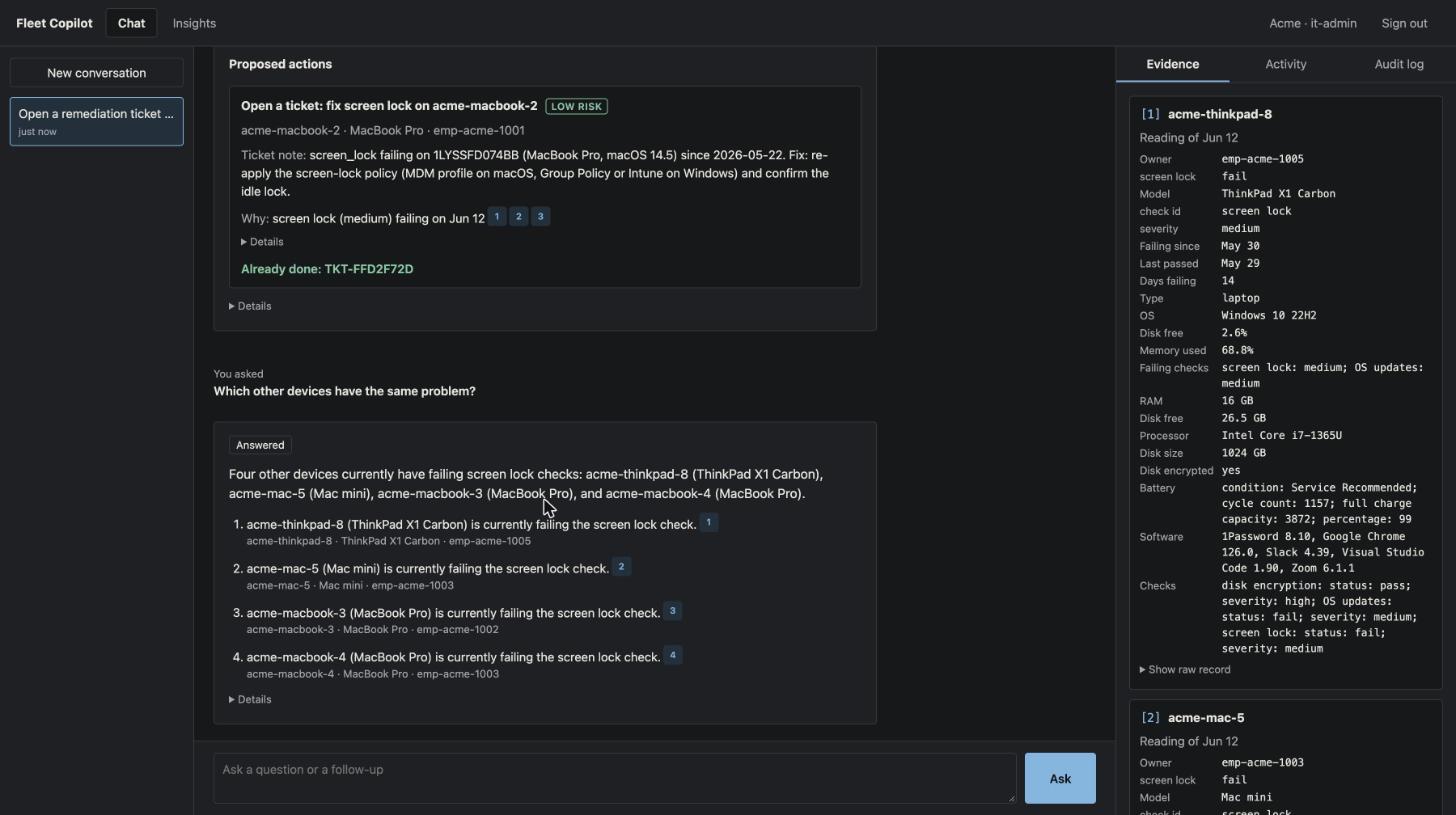 Fleet Copilot
Chat
Insights
Acme · it-admin
Sign out
New conversation
Open a remediation ticket ...
just now
Proposed actions
Open a ticket: fix screen lock on acme-macbook-2 LOW RISK
acme-macbook-2 · MacBook Pro · emp-acme-1001
Ticket note: screen_lock failing on 1LYSSFD074BB (MacBook Pro, macOS 14.5) since 2026-05-22. Fix: re-
apply the screen-lock policy (MDM profile on macOS, Group Policy or Intune on Windows) and confirm the
idle lock.
Why: screen lock (medium) failing on Jun 12 1 2 3
Details
Already done: TKT-FFD2F72D
Details
You asked
Which other devices have the same problem?
Answered
Four other devices currently have failing screen lock checks: acme-thinkpad-8 (ThinkPad X1 Carbon),
acme-mac-5 (Mac mini), acme-macbook-3 (MacBook Pro), and acme-macbook-4 (MacBook Pro).
1. acme-thinkpad-8 (ThinkPad X1 Carbon) is currently failing the screen lock check. 1
acme-thinkpad-8 · ThinkPad X1 Carbon · emp-acme-1005
2. acme-mac-5 (Mac mini) is currently failing the screen lock check. 2
acme-mac-5 · Mac mini · emp-acme-1003
3. acme-macbook-3 (MacBook Pro) is currently failing the screen lock check. 3
acme-macbook-3 · MacBook Pro · emp-acme-1002
4. acme-macbook-4 (MacBook Pro) is currently failing the screen lock check. 4
acme-macbook-4 · MacBook Pro · emp-acme-1003
Details
Ask a question or a follow-up
Ask
Evidence
Activity
Audit log
[1] acme-thinkpad-8
Reading of Jun 12
Owner emp-acme-1005
screen lock fail
Model ThinkPad X1 Carbon
check id screen lock
severity medium
Failing since May 30
Last passed May 29
Days failing 14
Type laptop
OS Windows 10 22H2
Disk free 2.6%
Memory used 68.8%
Failing checks screen lock: medium; OS updates:
medium
RAM 16 GB
Disk free 26.5 GB
Processor Intel Core i7-1365U
Disk size 1024 GB
Disk encrypted yes
Battery condition: Service Recommended;
cycle count: 1157; full charge
capacity: 3872; percentage: 99
Software 1Password 8.10, Google Chrome
126.0, Slack 4.39, Visual Studio
Code 1.90, Zoom 6.1.1
Checks disk encryption: status: pass;
severity: high; OS updates:
status: fail; severity: medium;
screen lock: status: fail;
severity: medium
Show raw record
[2] acme-mac-5
Reading of Jun 12
Owner emp-acme-1003
screen lock fail
Model Mac mini
check id screen lock